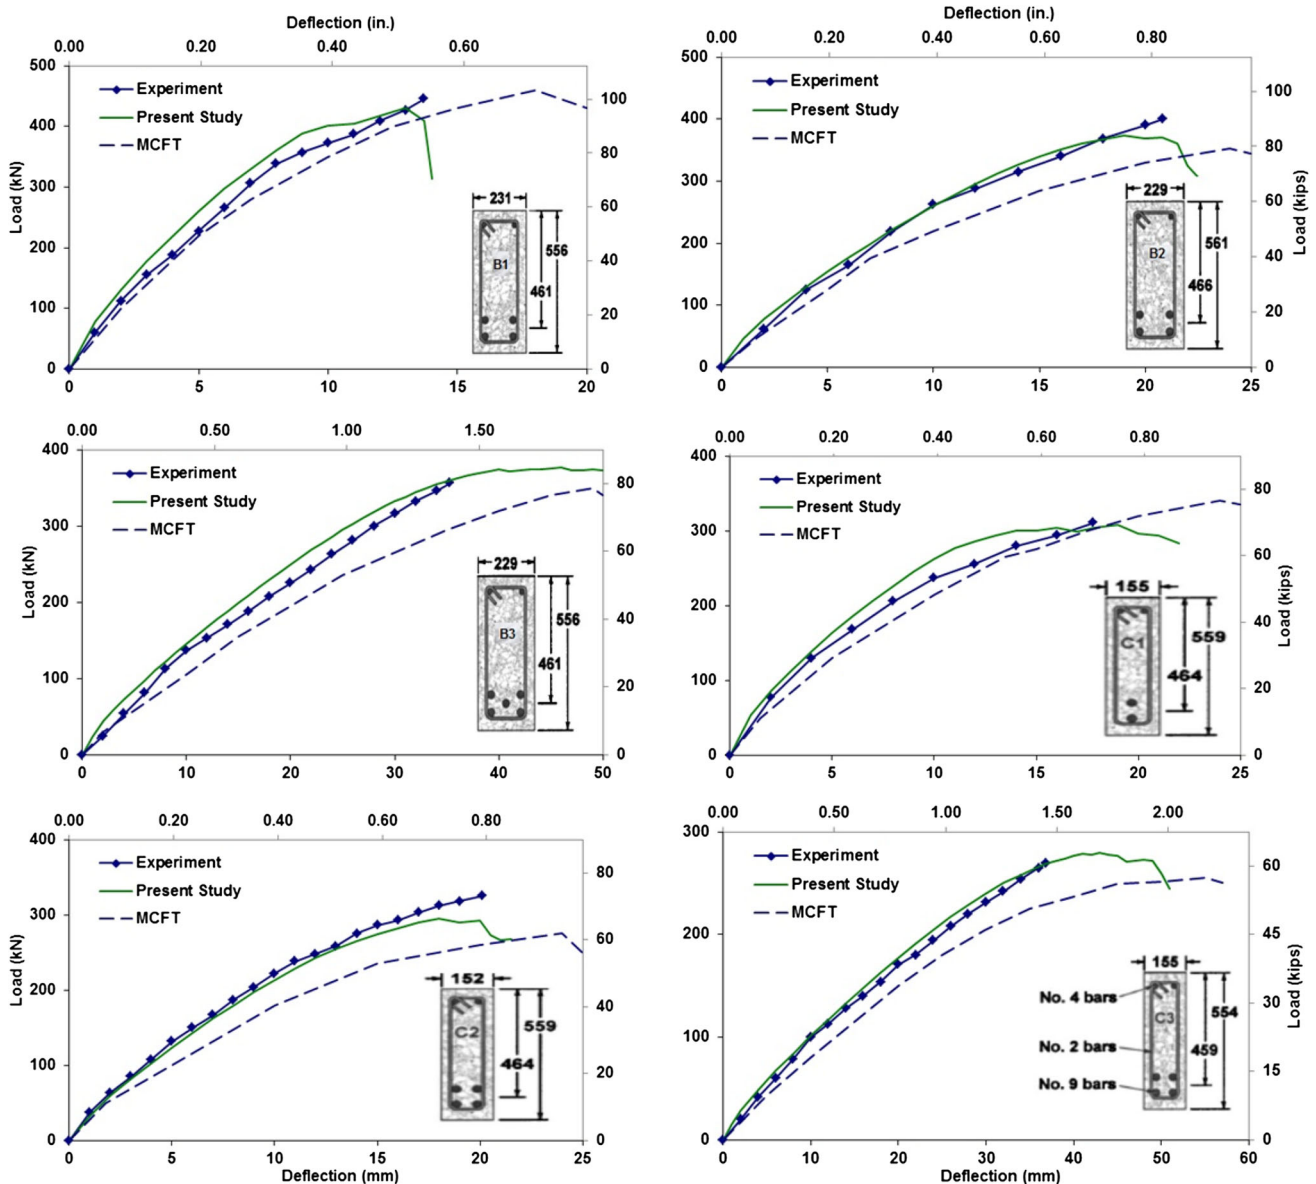 Deflection (in.)
0.00 0.20 0.40 0.60
500
400
300
200
100
0
Load (kN)
Experiment
Present Study
MCFT
100
80
60
40
20
0
231
B1
461
556
0 5 10 15 20
Deflection (in.)
0.00 0.20 0.40 0.60 0.80
500
400
300
200
100
0
Experiment
Present Study
MCFT
100
80
60
40
20
0
Load (kips)
229
B2
466
561
0 5 10 15 20 25
0.00 0.50 1.00 1.50
400
300
200
100
0
Load (kN)
Experiment
Present Study
MCFT
80
60
40
20
0
229
B3
461
556
0 10 20 30 40 50
0.00 0.20 0.40 0.60 0.80
400
300
200
100
0
Experiment
Present Study
MCFT
80
60
40
20
0
Load (kips)
155
C1
464
559
0 5 10 15 20 25
0.00 0.20 0.40 0.60 0.80
400
300
200
100
0
Load (kN)
Experiment
Present Study
MCFT
80
60
40
20
0
152
C2
464
559
0 5 10 15 20 25
Deflection (mm)
0.00 0.50 1.00 1.50 2.00
300
200
100
0
Experiment
Present Study
MCFT
60
45
30
15
0
Load (kips)
155
No. 4 bars
C3
No. 2 bars
No. 9 bars
459
554
0 10 20 30 40 50 60
Deflection (mm)